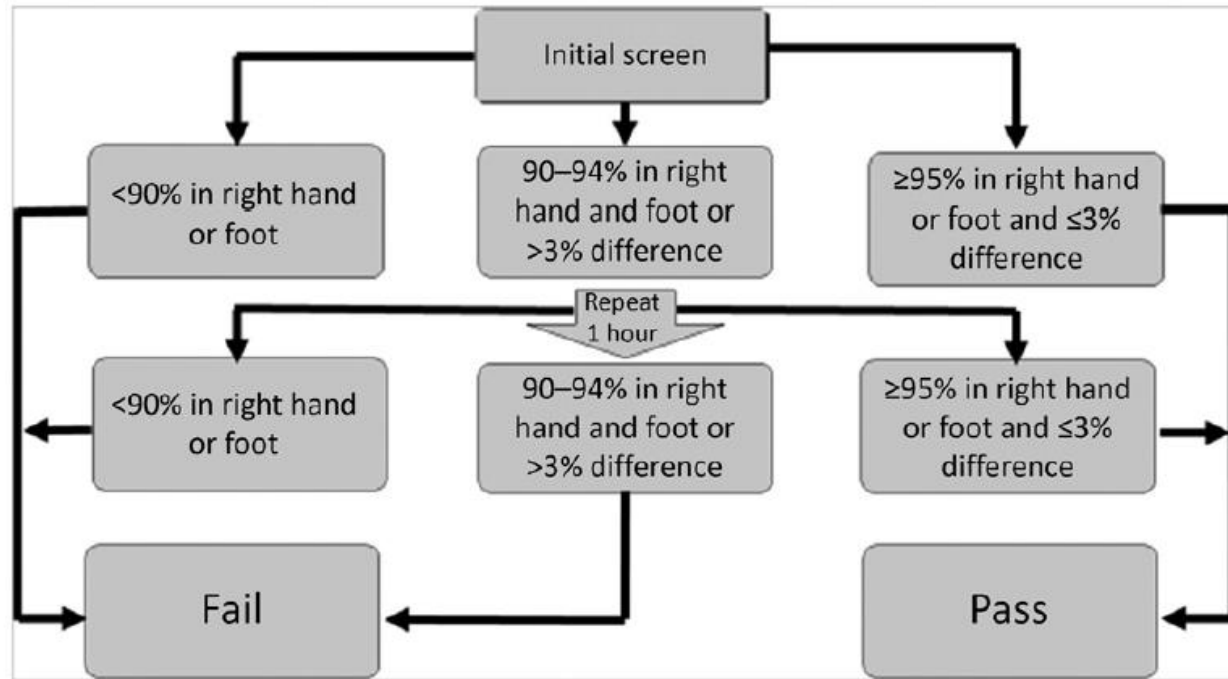 Initial screen
<90% in right hand
or foot
90–94% in right
hand and foot or
>3% difference
≥95% in right hand
or foot and ≤3%
difference
Repeat
1 hour
<90% in right hand
or foot
90–94% in right
hand and foot or
>3% difference
≥95% in right hand
or foot and ≤3%
difference
Fail
Pass